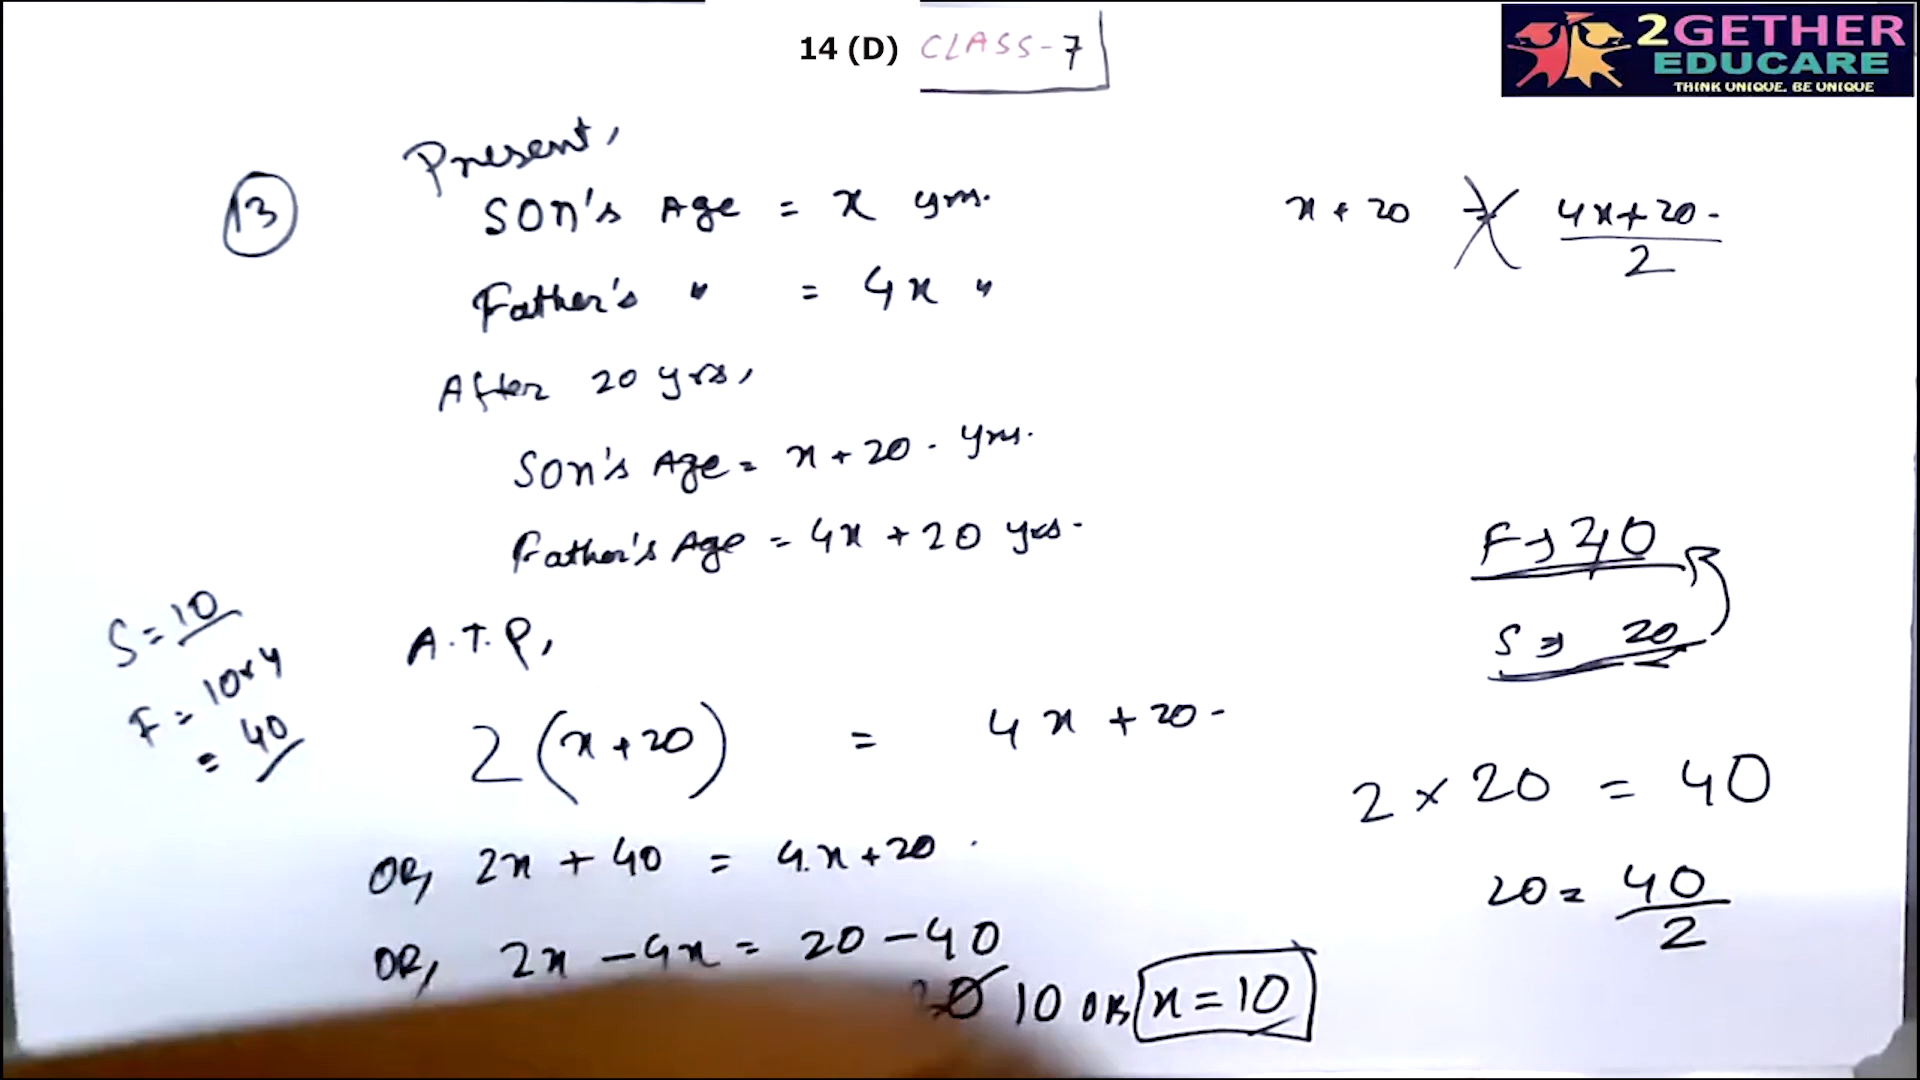 14 (D) CLASS-7
2GETHER
EDUCARE
THINK UNIQUE. BE UNIQUE
13
Present,
SON's Age = x yrs.
Father's " = 4x "
After 20 yrs,
Son's Age = x + 20 . yrs.
Father's Age = 4x + 20 yrs.
A.T.P,
2(x+20) = 4x + 20 -
OR, 2x + 40 = 4x + 20 .
OR, 2x - 4x = 20 - 40
10 OR x = 10
S = 10
F = 10 x 4
= 40
x + 20 = 4x + 20 -
2
F → 40
S → 20
2 x 20 = 40
20 = 40
2